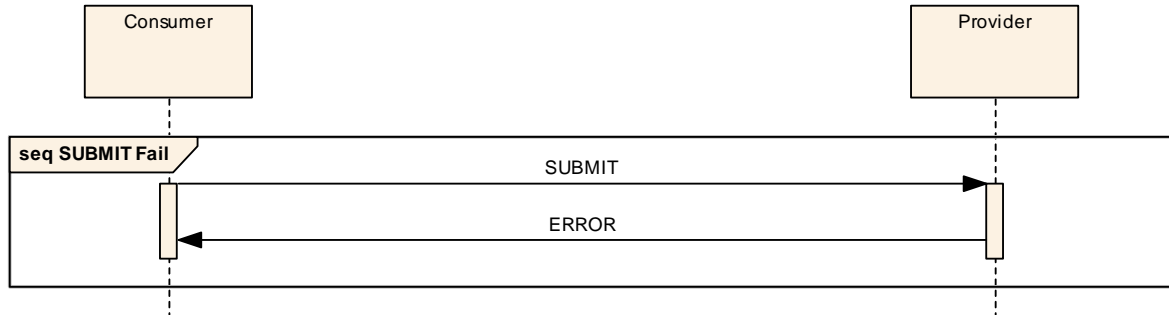 Consumer
Provider
seq SUBMIT Fail
SUBMIT
ERROR